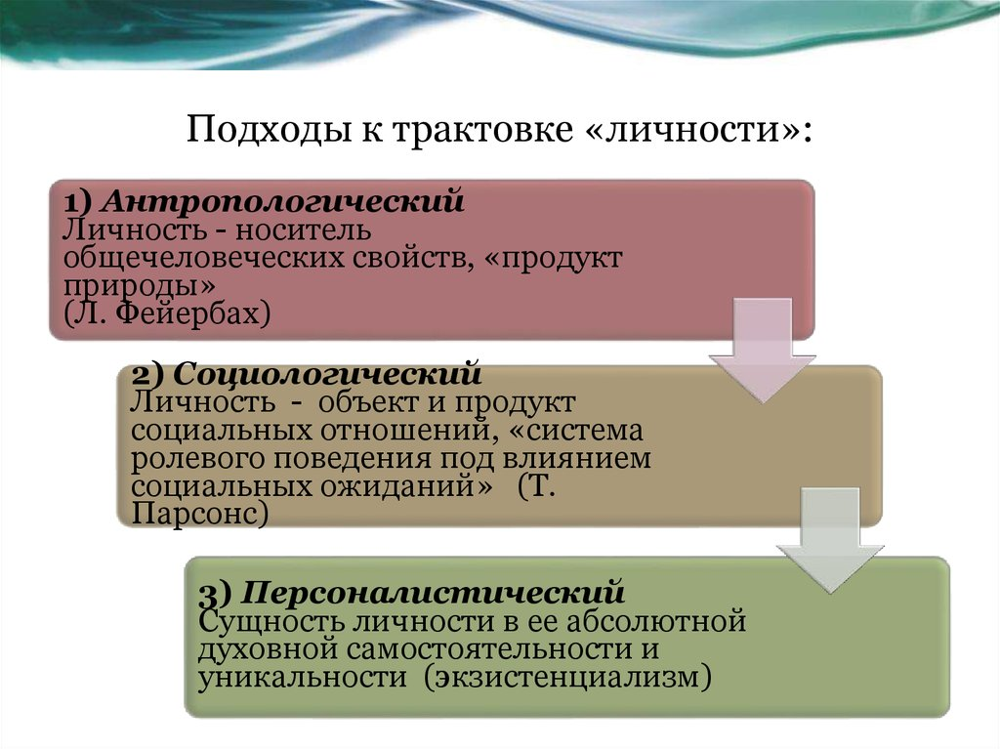 Подходы к трактовке «личности»:
1) Антропологический
Личность - носитель
общечеловеческих свойств, «продукт
природы»
(Л. Фейербах)
2) Социологический
Личность - объект и продукт
социальных отношений, «система
ролевого поведения под влиянием
социальных ожиданий» (Т.
Парсонс)
3) Персоналистический
Сущность личности в ее абсолютной
духовной самостоятельности и
уникальности (экзистенциализм)